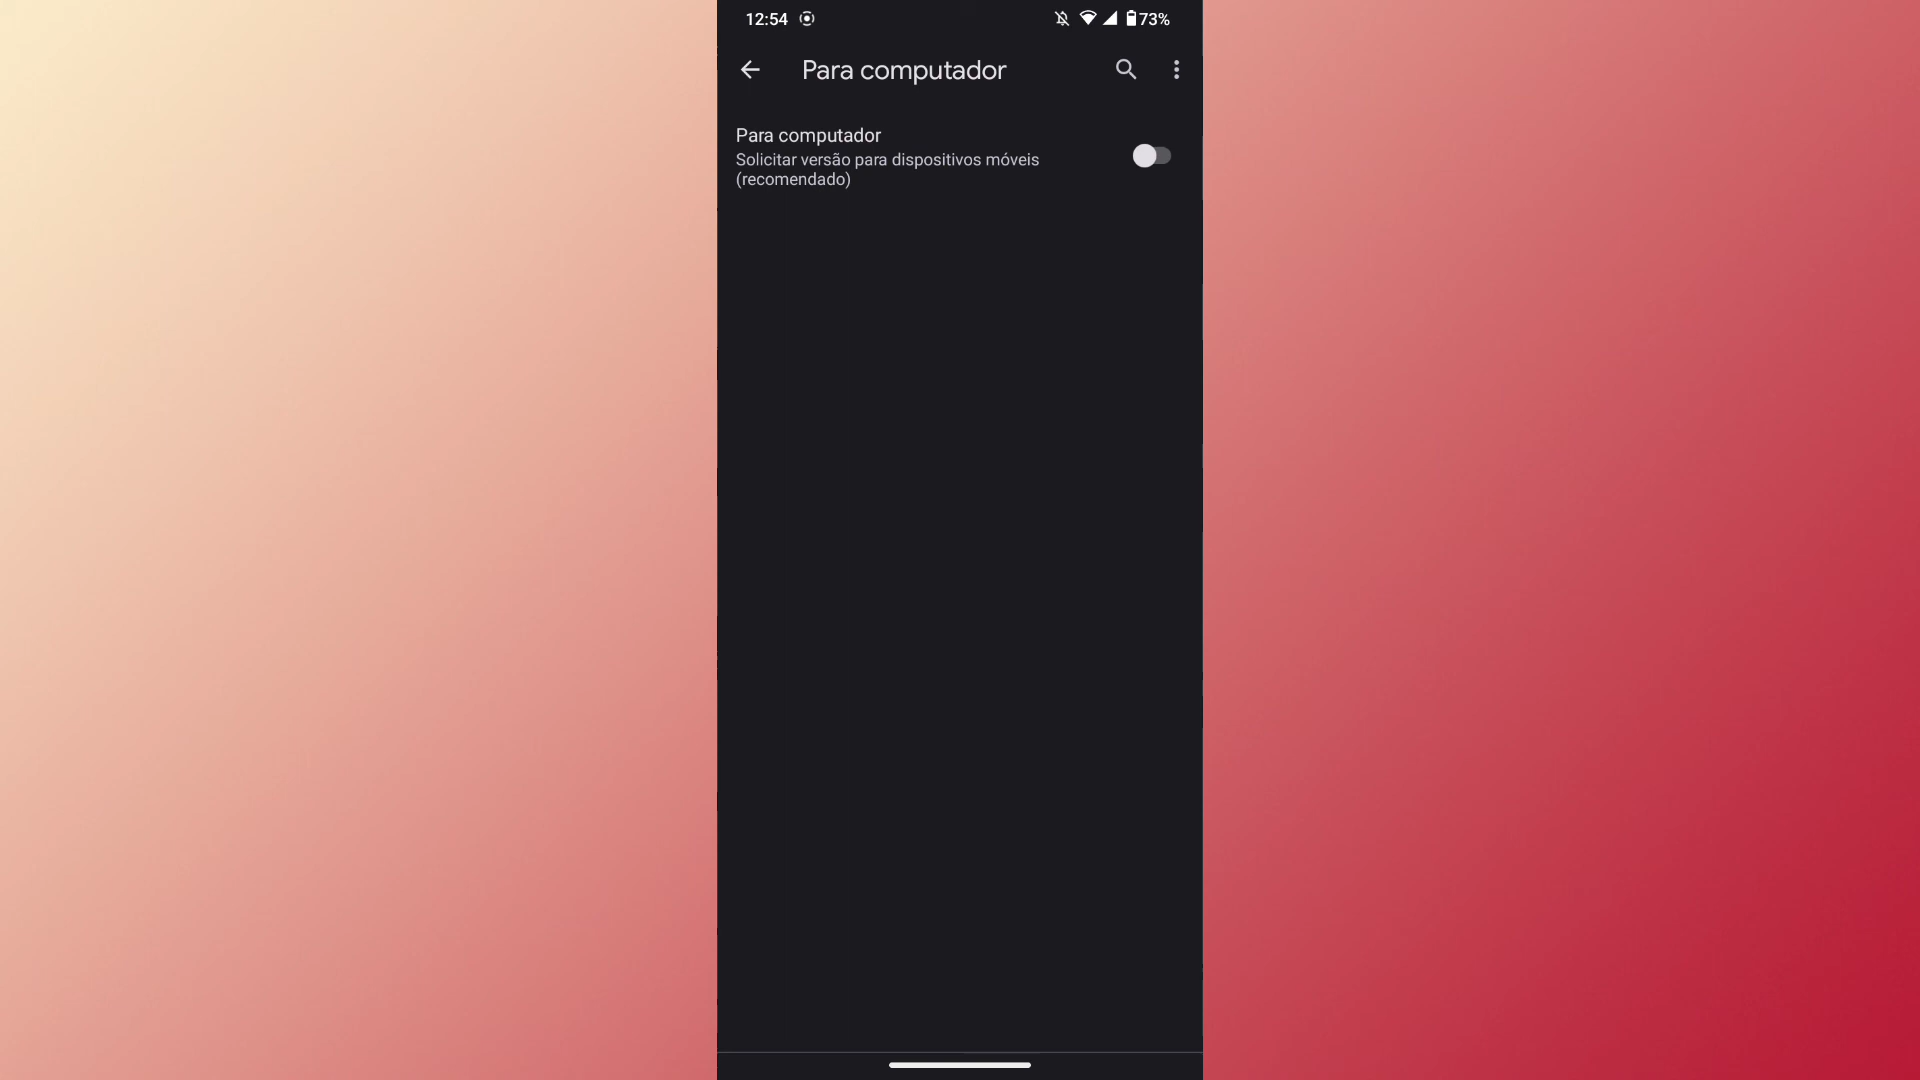 12:54 73%
Para computador
Para computador
Solicitar versão para dispositivos móveis
(recomendado)